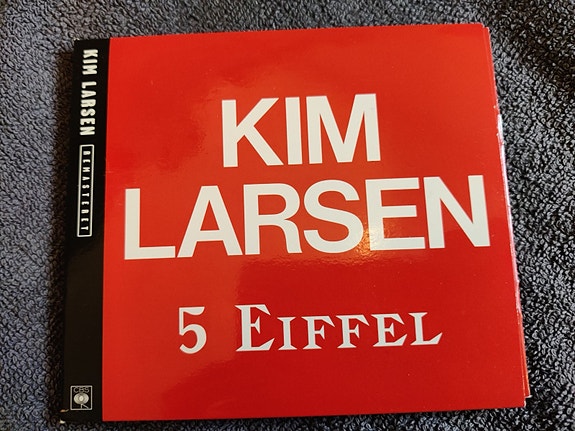 KIM LARSEN REMASTERET
KIM
LARSEN
5 EIFFEL
CBS